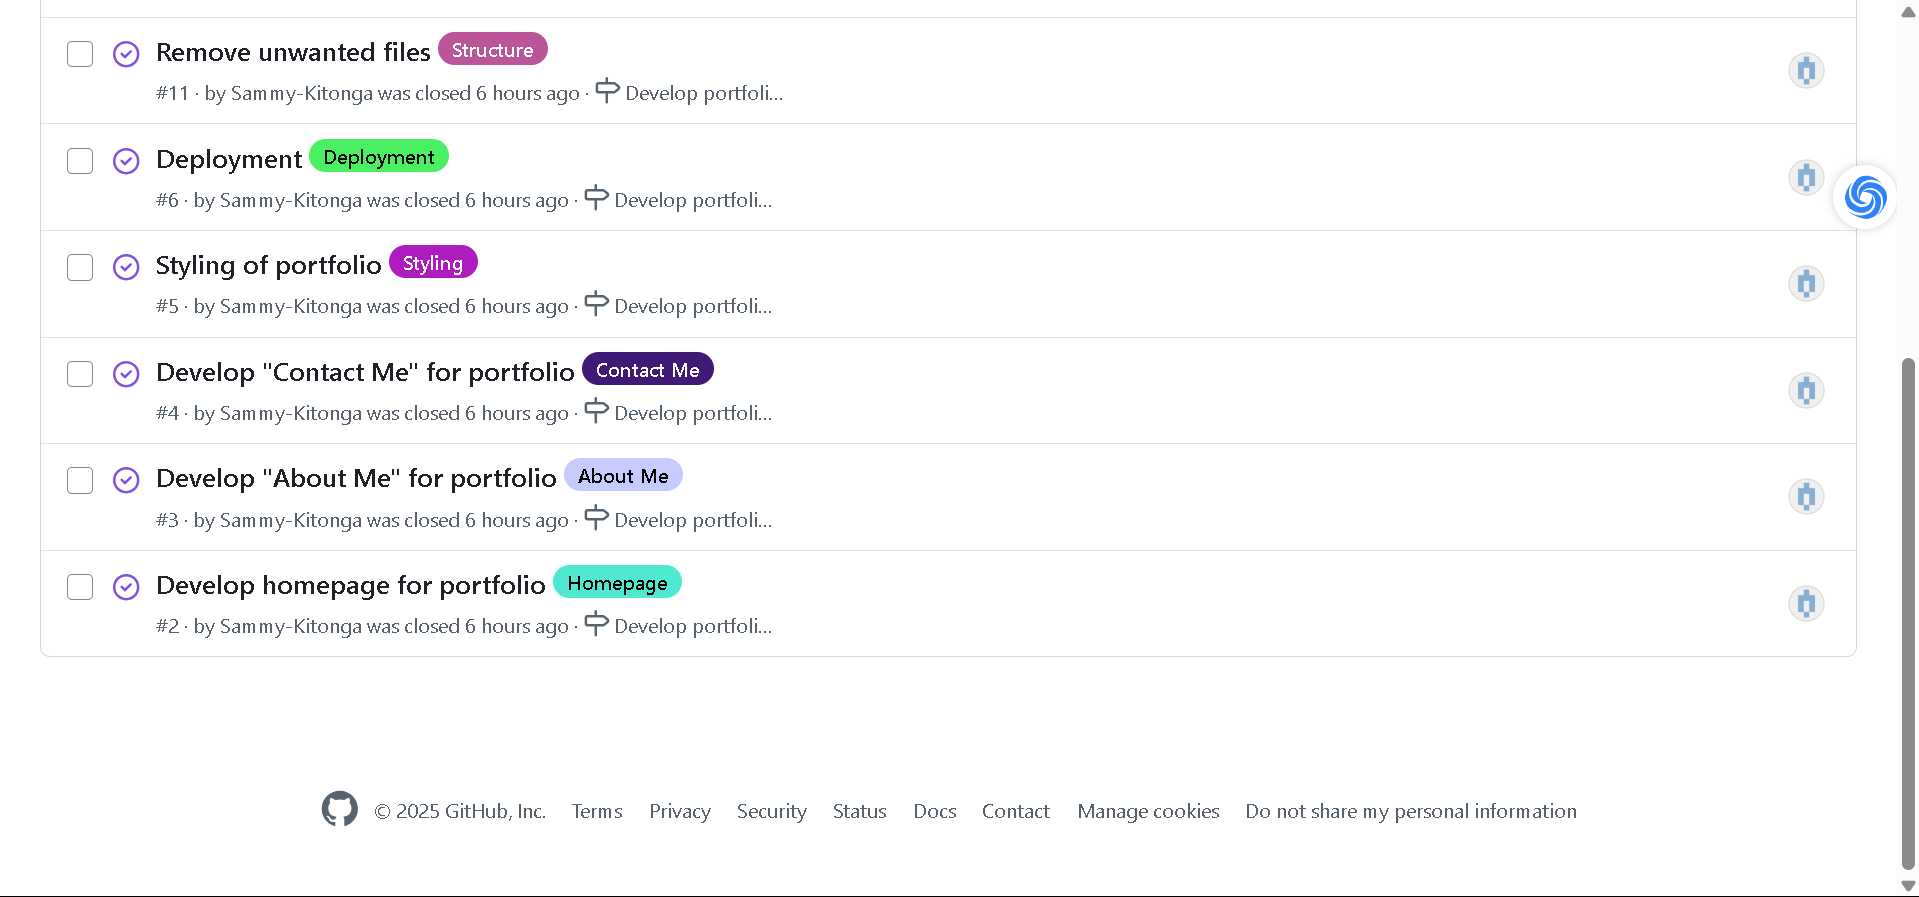 Remove unwanted files Structure
#11 · by Sammy-Kitonga was closed 6 hours ago · Develop portfoli...
Deployment Deployment
#6 · by Sammy-Kitonga was closed 6 hours ago · Develop portfoli...
Styling of portfolio Styling
#5 · by Sammy-Kitonga was closed 6 hours ago · Develop portfoli...
Develop "Contact Me" for portfolio Contact Me
#4 · by Sammy-Kitonga was closed 6 hours ago · Develop portfoli...
Develop "About Me" for portfolio About Me
#3 · by Sammy-Kitonga was closed 6 hours ago · Develop portfoli...
Develop homepage for portfolio Homepage
#2 · by Sammy-Kitonga was closed 6 hours ago · Develop portfoli...
© 2025 GitHub, Inc. Terms Privacy Security Status Docs Contact Manage cookies Do not share my personal information